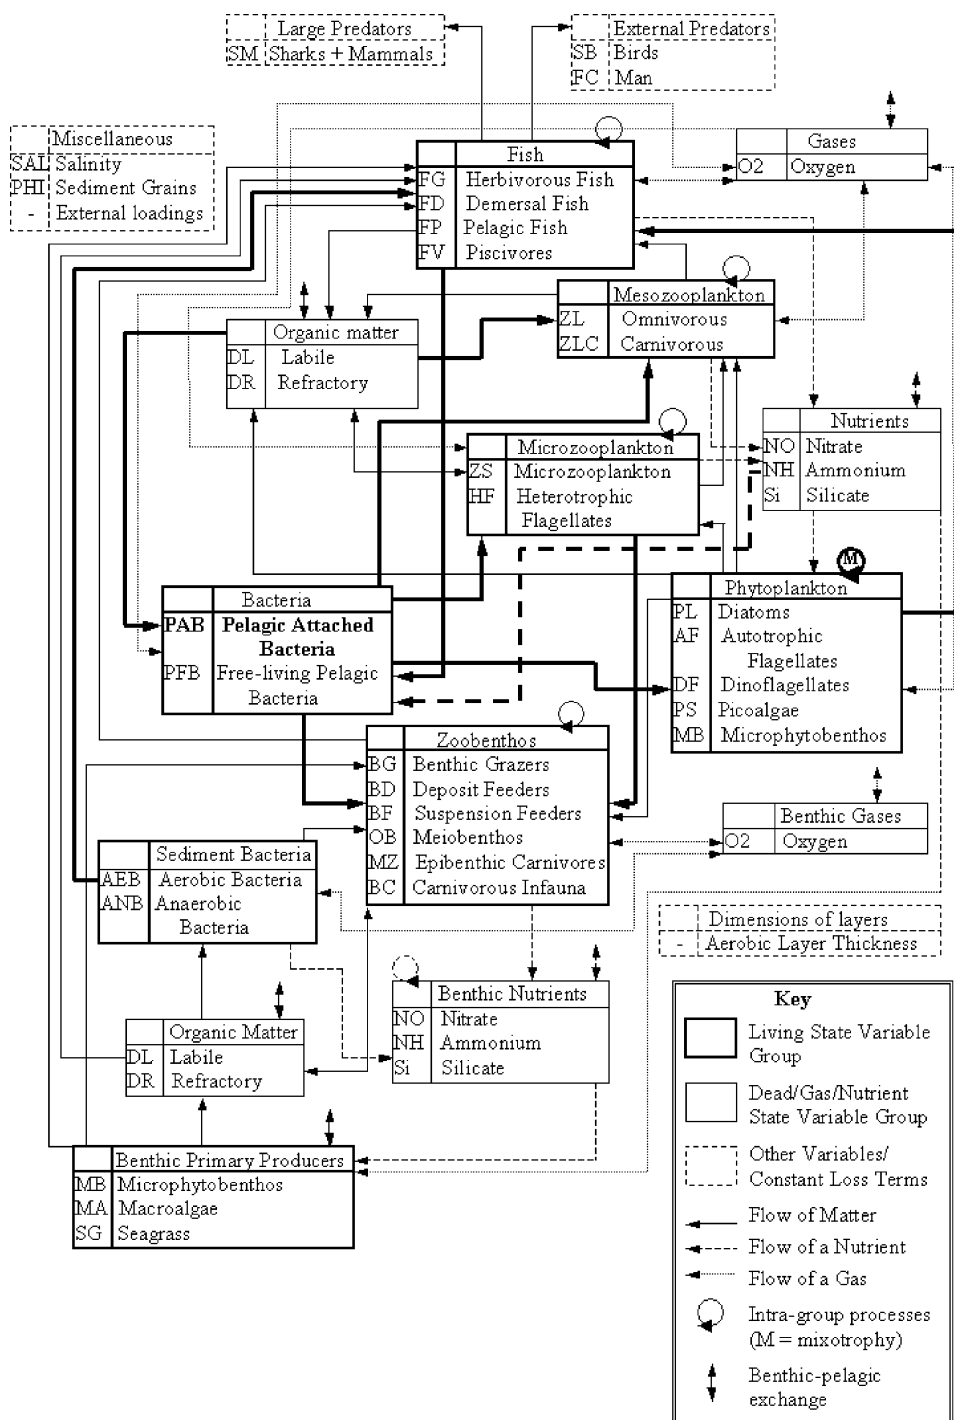 Large Predators
SM Sharks + Mammals
External Predators
SB Birds
FC Man
Miscellaneous
SAL Salinity
PHI Sediment Grains
- External loadings
Fish
FG Herbivorous Fish
FD Demersal Fish
FP Pelagic Fish
FV Piscivores
Gases
O2 Oxygen
Mesozooplankton
ZL Omnivorous
ZLC Carnivorous
Organic matter
DL Labile
DR Refractory
Nutrients
NO Nitrate
NH Ammonium
Si Silicate
Microzooplankton
ZS Microzooplankton
HF Heterotrophic
Flagellates
M
Phytoplankton
PL Diatoms
AF Autotrophic
Flagellates
DF Dinoflagellates
PS Picoalgae
MB Microphytobenthos
Bacteria
PAB Pelagic Attached
Bacteria
PFB Free-living Pelagic
Bacteria
Zoobenthos
BG Benthic Grazers
BD Deposit Feeders
BF Suspension Feeders
OB Meiobenthos
MZ Epibenthic Carnivores
BC Carnivorous Infauna
Benthic Gases
O2 Oxygen
Sediment Bacteria
AEB Aerobic Bacteria
ANB Anaerobic
Bacteria
Dimensions of layers
- Aerobic Layer Thickness
Benthic Nutrients
NO Nitrate
NH Ammonium
Si Silicate
Organic Matter
DL Labile
DR Refractory
Benthic Primary Producers
MB Microphytobenthos
MA Macroalgae
SG Seagrass
Key
Living State Variable
Group
Dead/Gas/Nutrient
State Variable Group
Other Variables/
Constant Loss Terms
Flow of Matter
Flow of a Nutrient
Flow of a Gas
Intra-group processes
(M = mixotrophy)
Benthic-pelagic
exchange